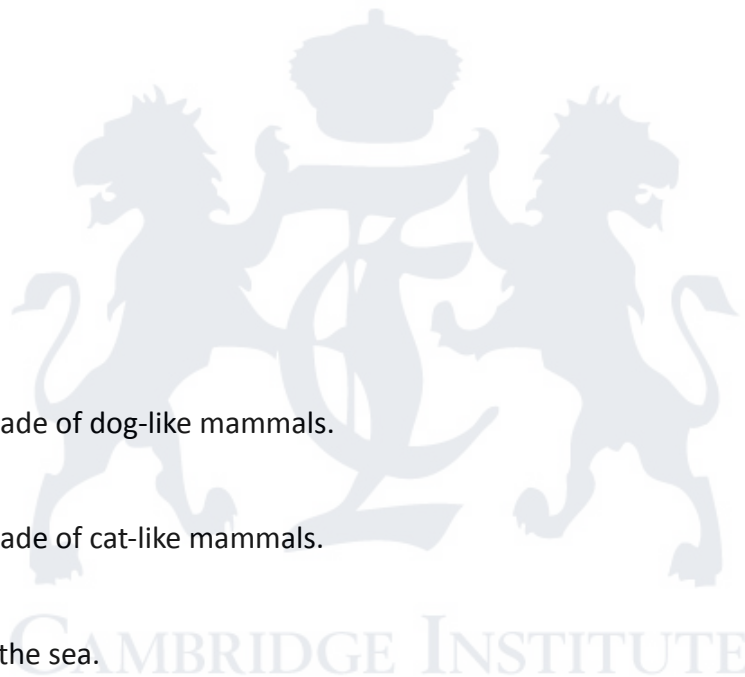 ade of dog-like mammals.
ade of cat-like mammals.
the sea.
CAMBRIDGE INSTITUTE